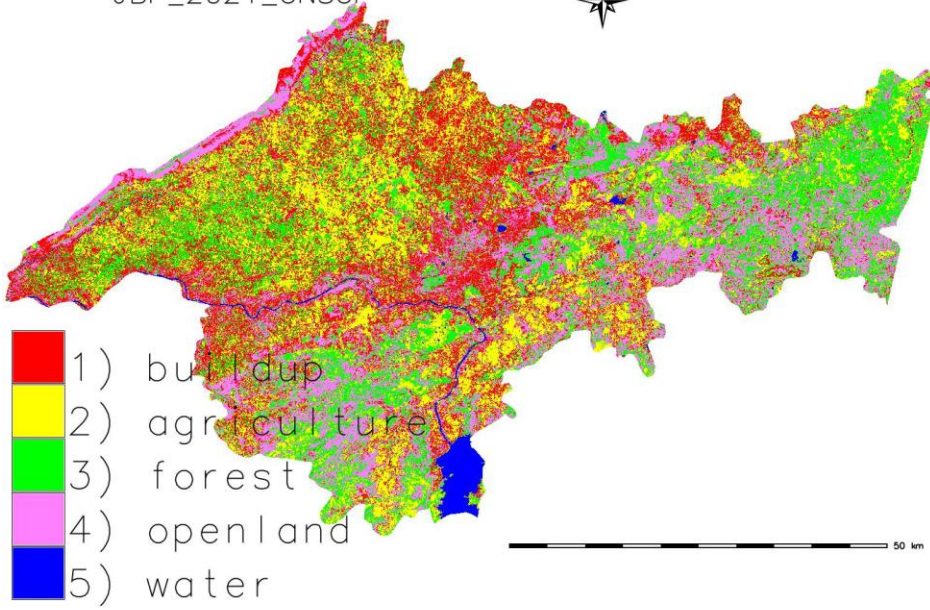 1) buildup
2) agriculture
3) forest
4) openland
5) water
50 km